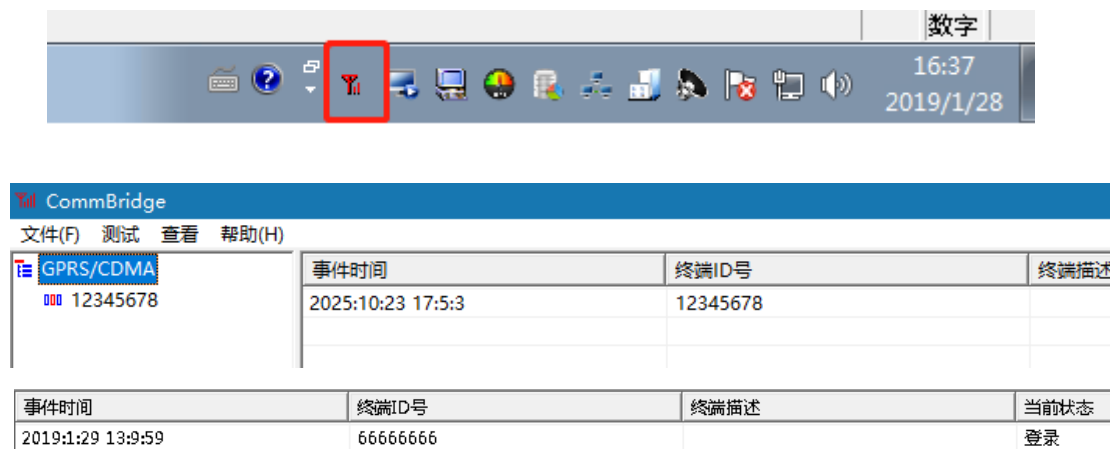 数字
16:37
2019/1/28
CommBridge
文件(F) 测试 查看 帮助(H)
GPRS/CDMA 事件时间 终端ID号 终端描述
12345678 2025:10:23 17:5:3 12345678
事件时间 终端ID号 终端描述 当前状态
2019:1:29 13:9:59 66666666 登录